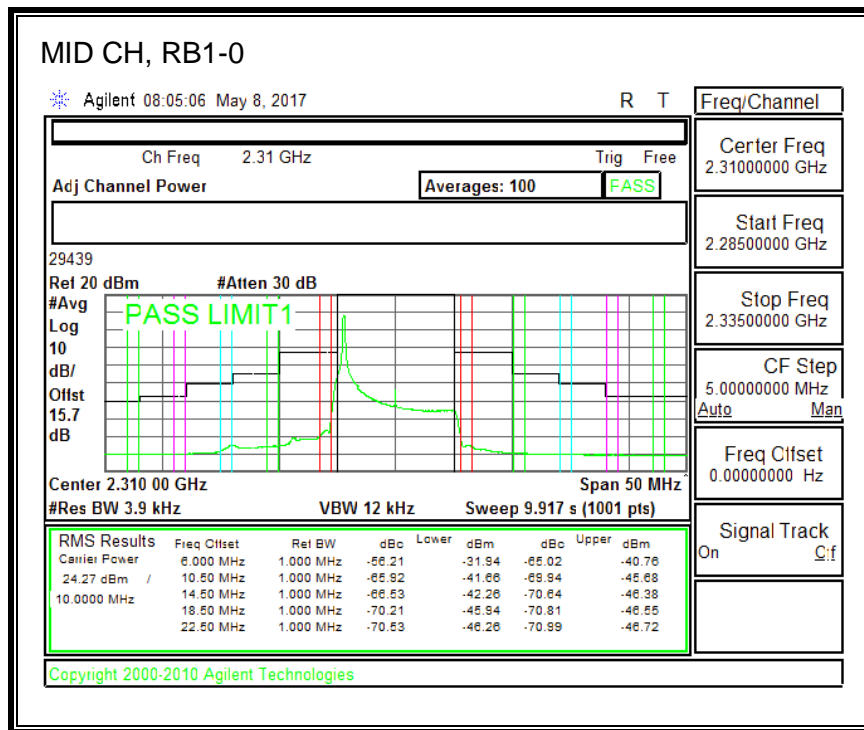 MID CH, RB1-0
Agilent 08:05:06 May 8, 2017 R T
Freq/Channel
Ch Freq 2.31 GHz Trig Free
Adj Channel Power Averages: 100 PASS
29439
Ref 20 dBm #Atten 30 dB
#Avg
Log
10
dB/
Offst
15.7
dB
PASS LIMIT1
Center 2.310 00 GHz Span 50 MHz^
#Res BW 3.9 kHz VBW 12 kHz Sweep 9.917 s (1001 pts)
RMS Results Freq Offset Ref BW dBc Lower dBm dBc Upper dBm
Carrier Power 6.000 MHz 1.000 MHz -56.21 -31.94 -65.02 -40.76
24.27 dBm / 10.50 MHz 1.000 MHz -65.92 -41.66 -69.94 -45.68
10.0000 MHz 14.50 MHz 1.000 MHz -66.53 -42.26 -70.64 -46.38
18.50 MHz 1.000 MHz -70.21 -45.94 -70.81 -46.55
22.50 MHz 1.000 MHz -70.53 -46.26 -70.99 -46.72
Copyright 2000-2010 Agilent Technologies
Center Freq
2.31000000 GHz
Start Freq
2.28500000 GHz
Stop Freq
2.33500000 GHz
CF Step
5.00000000 MHz
Auto Man
Freq Offset
0.00000000 Hz
Signal Track
On Off